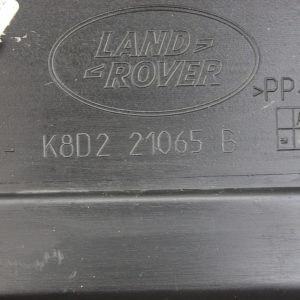 LAND
ROVER
>PP-
K8D2 21065 B